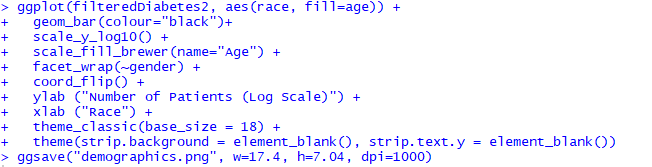 > ggplot(filteredDiabetes2, aes(race, fill=age)) +
+   geom_bar(colour="black")+
+   scale_y_log10() +
+   scale_fill_brewer(name="Age") +
+   facet_wrap(~gender) +
+   coord_flip() +
+   ylab ("Number of Patients (Log Scale)") +
+   xlab ("Race") +
+   theme_classic(base_size = 18) +
+   theme(strip.background = element_blank(), strip.text.y = element_blank())
> ggsave("demographics.png", w=17.4, h=7.04, dpi=1000)